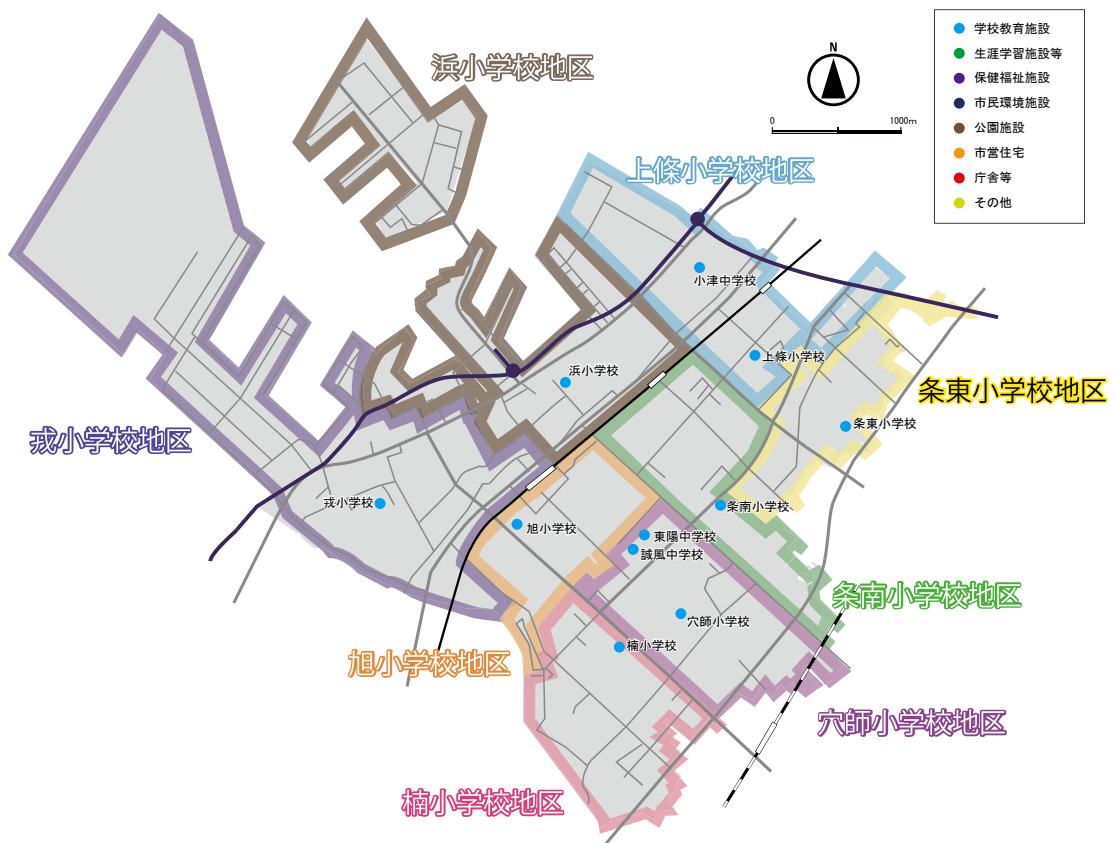 学校教育施設
生涯学習施設等
保健福祉施設
市民環境施設
公園施設
市営住宅
庁舎等
その他
N
0 1000m
浜小学校地区
上條小学校地区
小津中学校
上條小学校
浜小学校
条東小学校地区
条東小学校
戎小学校地区
戎小学校
条南小学校
旭小学校
東陽中学校
誠風中学校
条南小学校地区
穴師小学校
楠小学校
旭小学校地区
穴師小学校地区
楠小学校地区